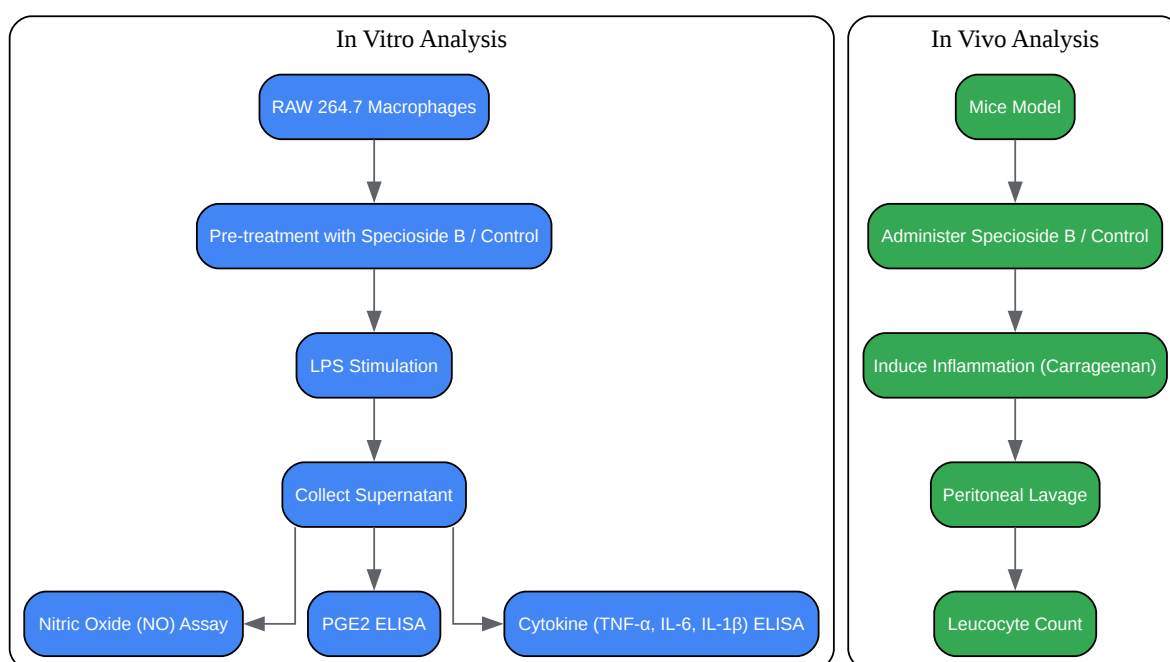 In Vitro Analysis
RAW 264.7 Macrophages
Pre-treatment with Specioside B / Control
LPS Stimulation
Collect Supernatant
Nitric Oxide (NO) Assay
PGE2 ELISA
Cytokine (TNF-α, IL-6, IL-1β) ELISA
In Vivo Analysis
Mice Model
Administer Specioside B / Control
Induce Inflammation (Carrageenan)
Peritoneal Lavage
Leucocyte Count